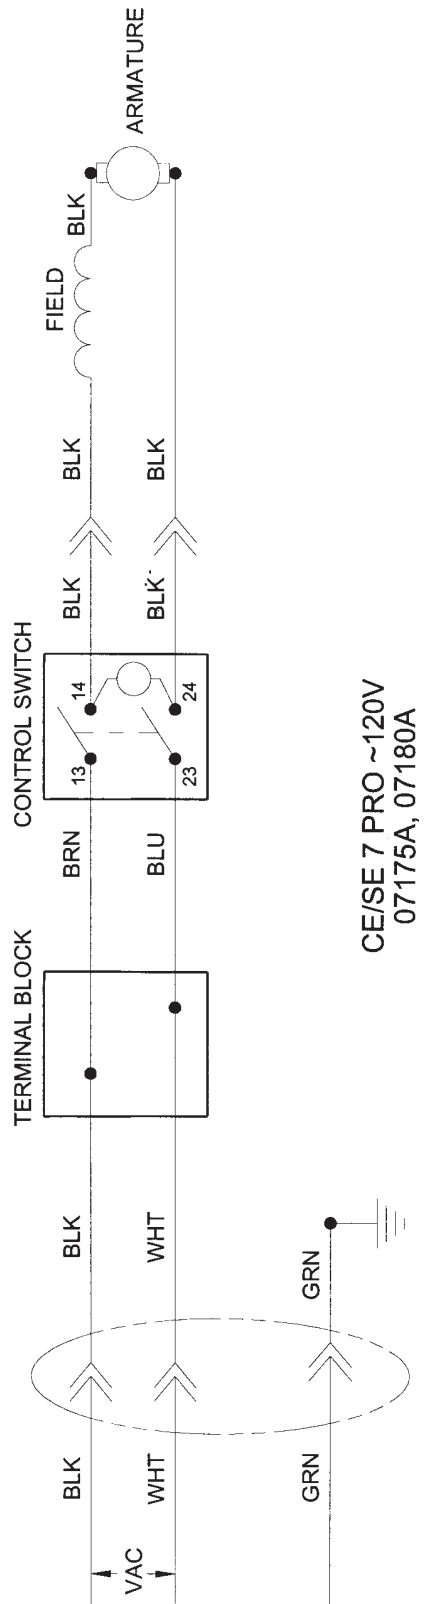 VAC
BLK
WHT
GRN
BLK
WHT
GRN
TERMINAL BLOCK
BRN
BLU
CONTROL SWITCH
13
14
23
24
BLK
BLK
BLK
BLK
FIELD
BLK
ARMATURE
CE/SE 7 PRO ~120V
07175A, 07180A